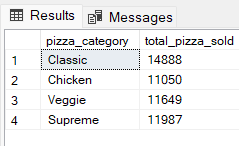 Results Messages
pizza_category total_pizza_sold
1 Classic 14888
2 Chicken 11050
3 Veggie 11649
4 Supreme 11987